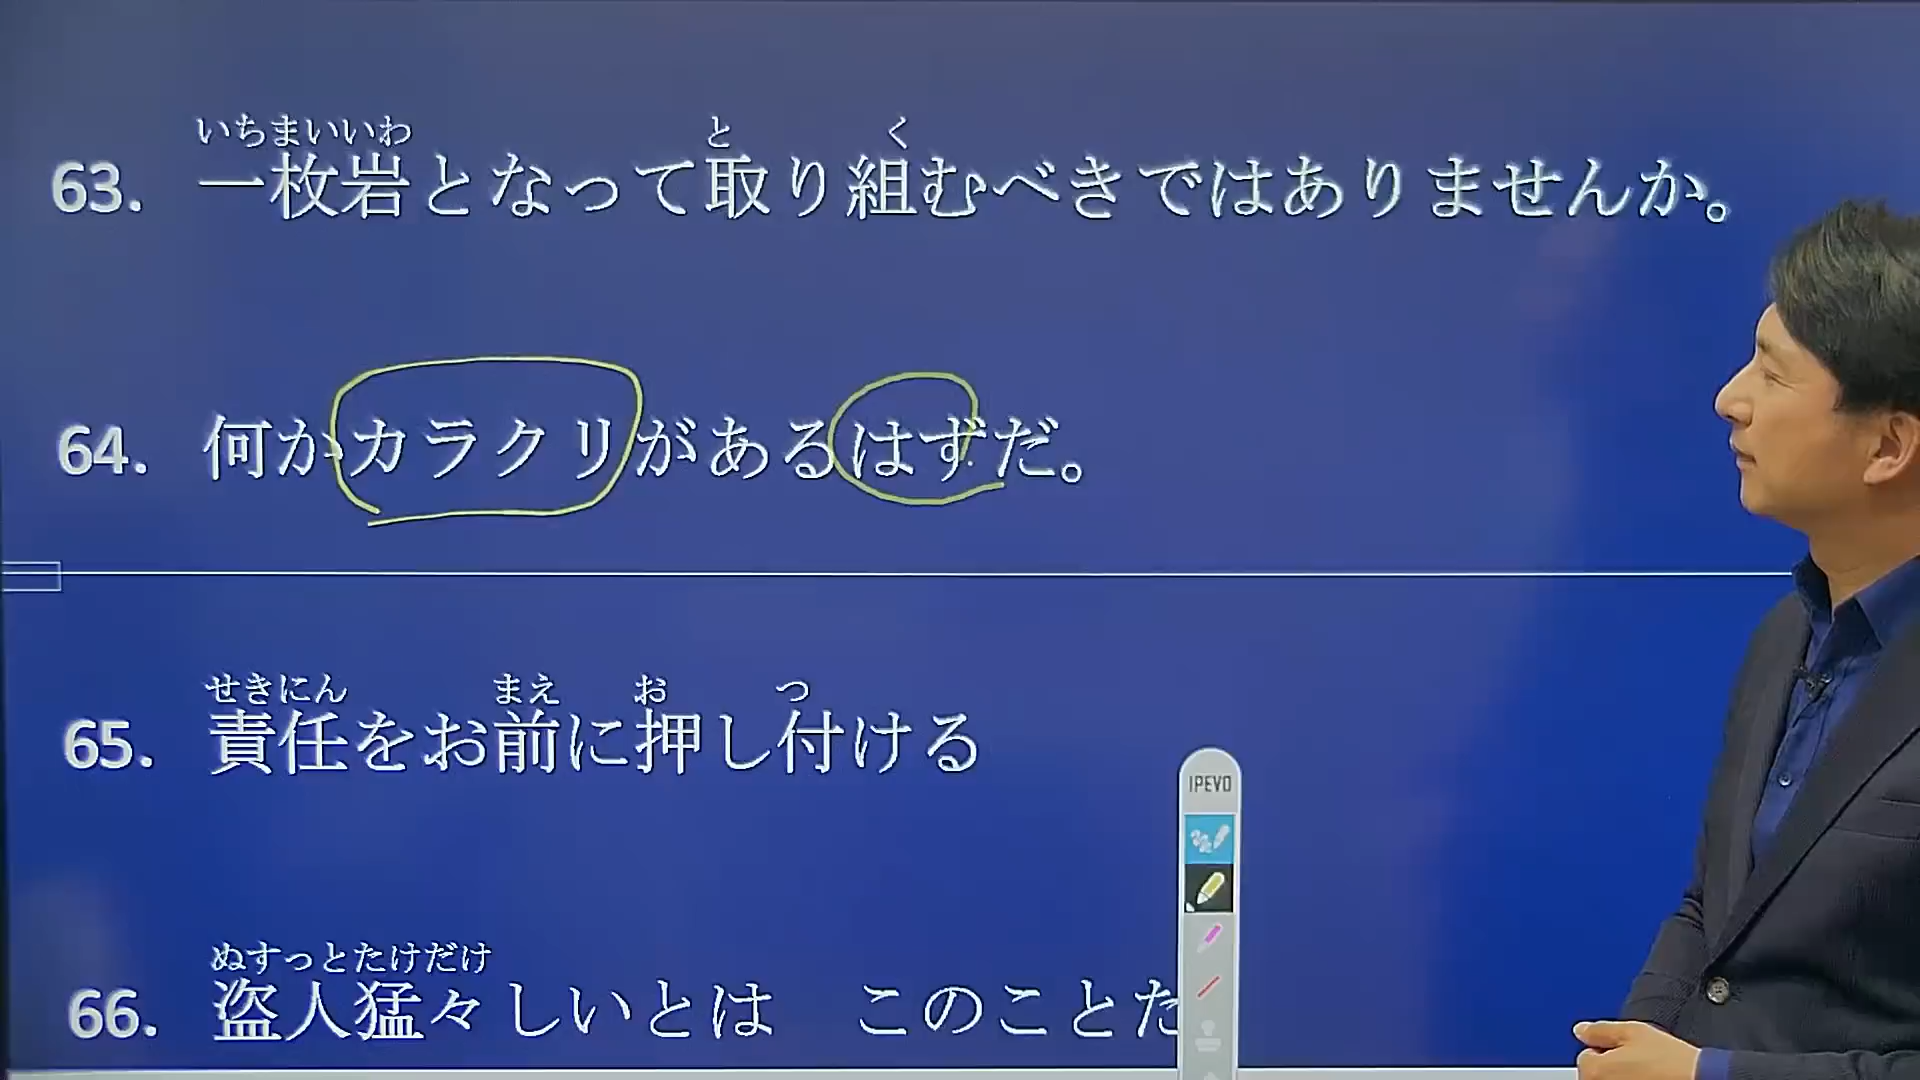 いちまいいわ と く
63. 一枚岩となって取り組むべきではありませんか。
64. 何かカラクリがあるはずだ。
せきにん まえ お つ
65. 責任をお前に押し付ける
ぬすっとたけだけ
66. 盗人猛々しいとは このことだ
IPEVO